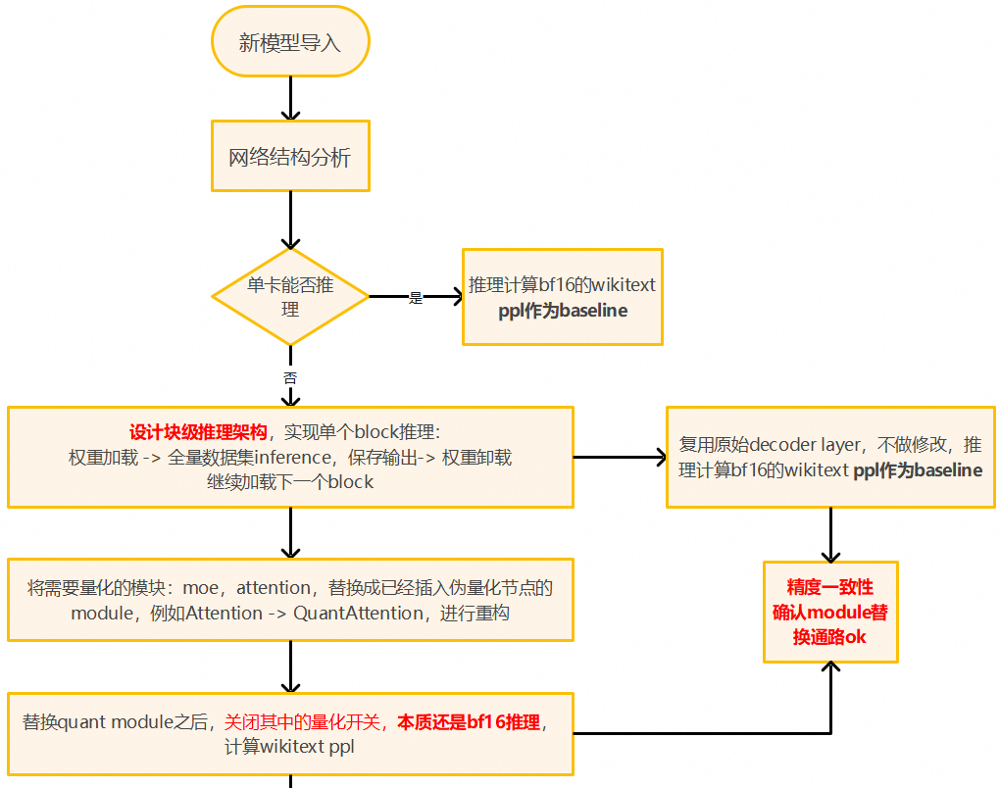 新模型导入
网络结构分析
单卡能否推
理
是
推理计算bf16的wikitext
ppl作为baseline
否
设计块级推理架构，实现单个block推理：
权重加载 -> 全量数据集inference，保存输出-> 权重卸载
继续加载下一个block
复用原始decoder layer，不做修改，推
理计算bf16的wikitext ppl作为baseline
将需要量化的模块：moe，attention，替换成已经插入伪量化节点的
module，例如Attention -> QuantAttention，进行重构
精度一致性
确认module替
换通路ok
替换quant module之后，关闭其中的量化开关，本质还是bf16推理，
计算wikitext ppl